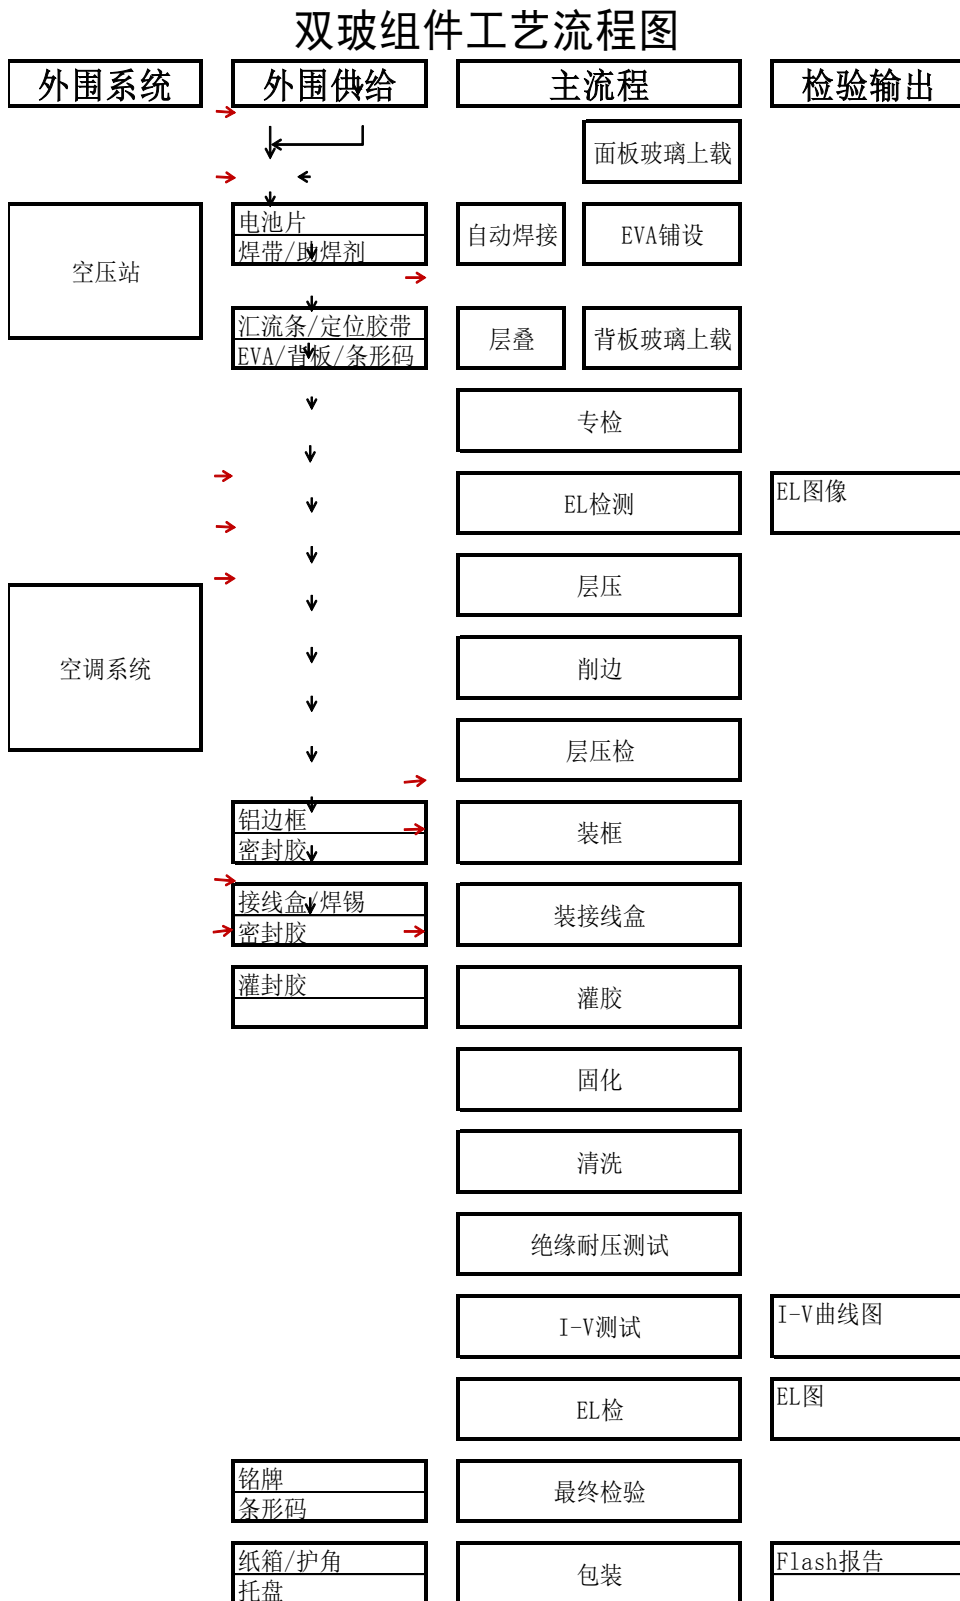 双玻组件工艺流程图
外围系统
外围供给
主流程
检验输出
面板玻璃上载
空压站
电池片
焊带/助焊剂
自动焊接
EVA铺设
汇流条/定位胶带
EVA/背板/条形码
层叠
背板玻璃上载
专检
EL检测
EL图像
层压
空调系统
削边
层压检
铝边框
密封胶
装框
接线盒/焊锡
密封胶
装接线盒
灌封胶
灌胶
固化
清洗
绝缘耐压测试
I-V测试
I-V曲线图
EL检
EL图
铭牌
条形码
最终检验
纸箱/护角
托盘
包装
Flash报告